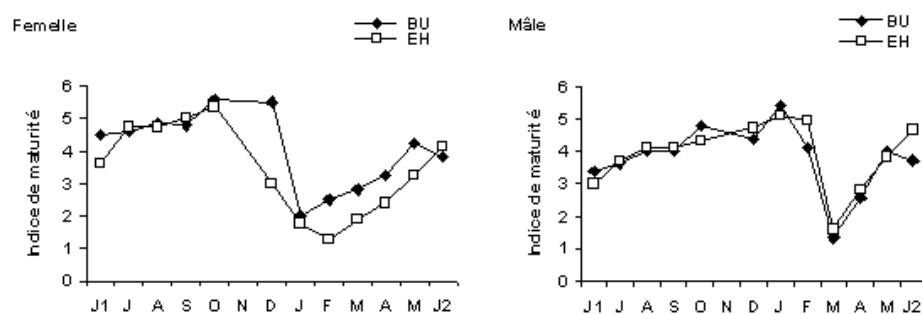 Femelle
BU
EH
Indice de maturité
6
5
4
3
2
1
0
J1 J A S O N D J F M A M J2
Mâle
BU
EH
Indice de maturité
6
5
4
3
2
1
0
J1 J A S O N D J F M A M J2